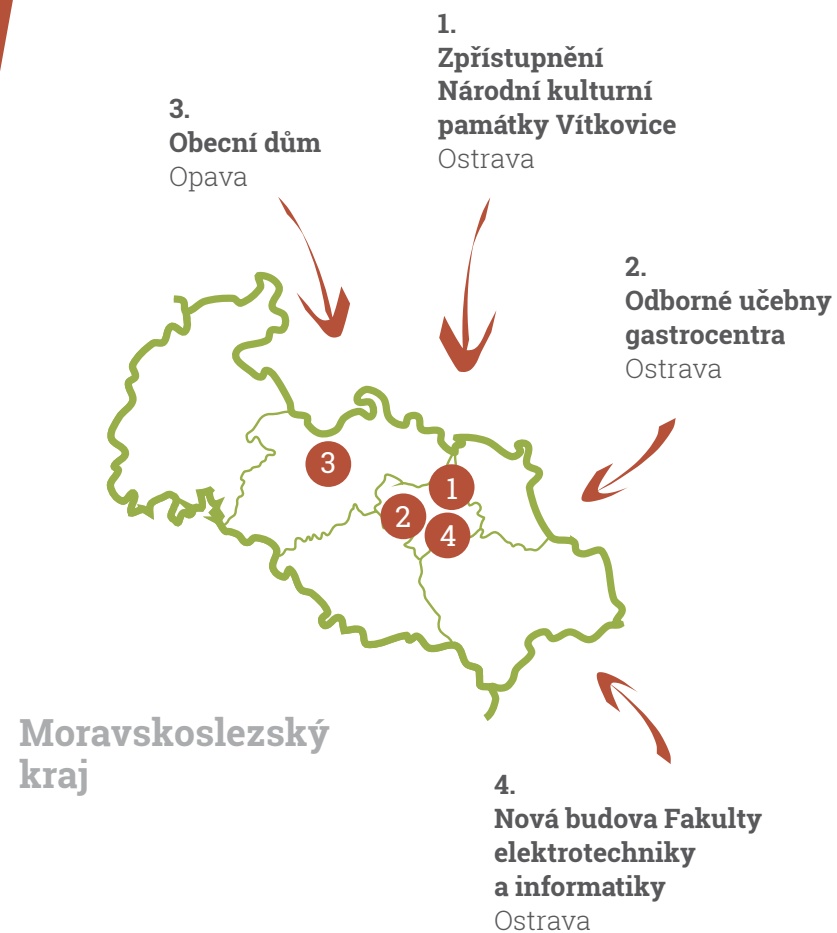 1.
Zpřístupnění
Národní kulturní
památky Vítkovice
Ostrava
3.
Obecní dům
Opava
2.
Odborné učebny
gastrocentra
Ostrava
3
1
2
4
Moravskoslezský
kraj
4.
Nová budova Fakulty
elektrotechniky
a informatiky
Ostrava